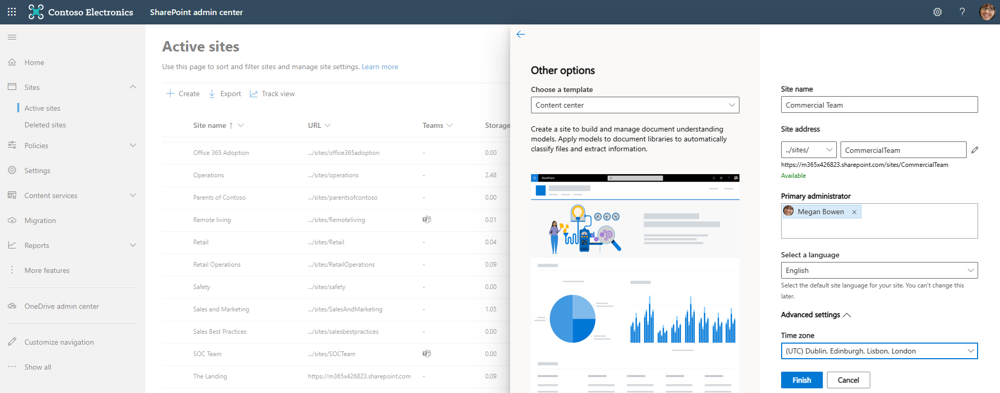 Contoso Electronics
SharePoint admin center
?
Home
Sites
Active sites
Deleted sites
Policies
Settings
Content services
Migration
Reports
More features
OneDrive admin center
Customize navigation
Show all
Active sites
Use this page to sort and filter sites and manage site settings. Learn more
Create
Export
Track view
Site name ↑ URL Teams Storage
Office 365 Adoption .../sites/office365adoption - 0.00
Operations .../sites/operations - 2.48
Parents of Contoso .../sites/parentsofcontoso - 0.00
Remote living .../sites/Remoteliving 0.01
Retail .../sites/Retail - 0.04
Retail Operations .../sites/RetailOperations - 0.09
Safety .../sites/safety - 0.00
Sales and Marketing .../sites/SalesAndMarketing - 1.05
Sales Best Practices .../sites/salesbestpractices - 0.00
SOC Team .../sites/SOCTeam 0.00
The Landing https://m365x426823.sharepoint.com - 0.09
Other options
Choose a template
Content center
Create a site to build and manage document understanding
models. Apply models to document libraries to automatically
classify files and extract information.
SharePoint
Site name
Commercial Team
Site address
../sites/
CommercialTeam
https://m365x426823.sharepoint.com/sites/CommercialTeam
Available
Primary administrator
Megan Bowen
Select a language
English
Select the default site language for your site. You can't change this
later.
Advanced settings
Time zone
(UTC) Dublin, Edinburgh, Lisbon, London
Finish
Cancel